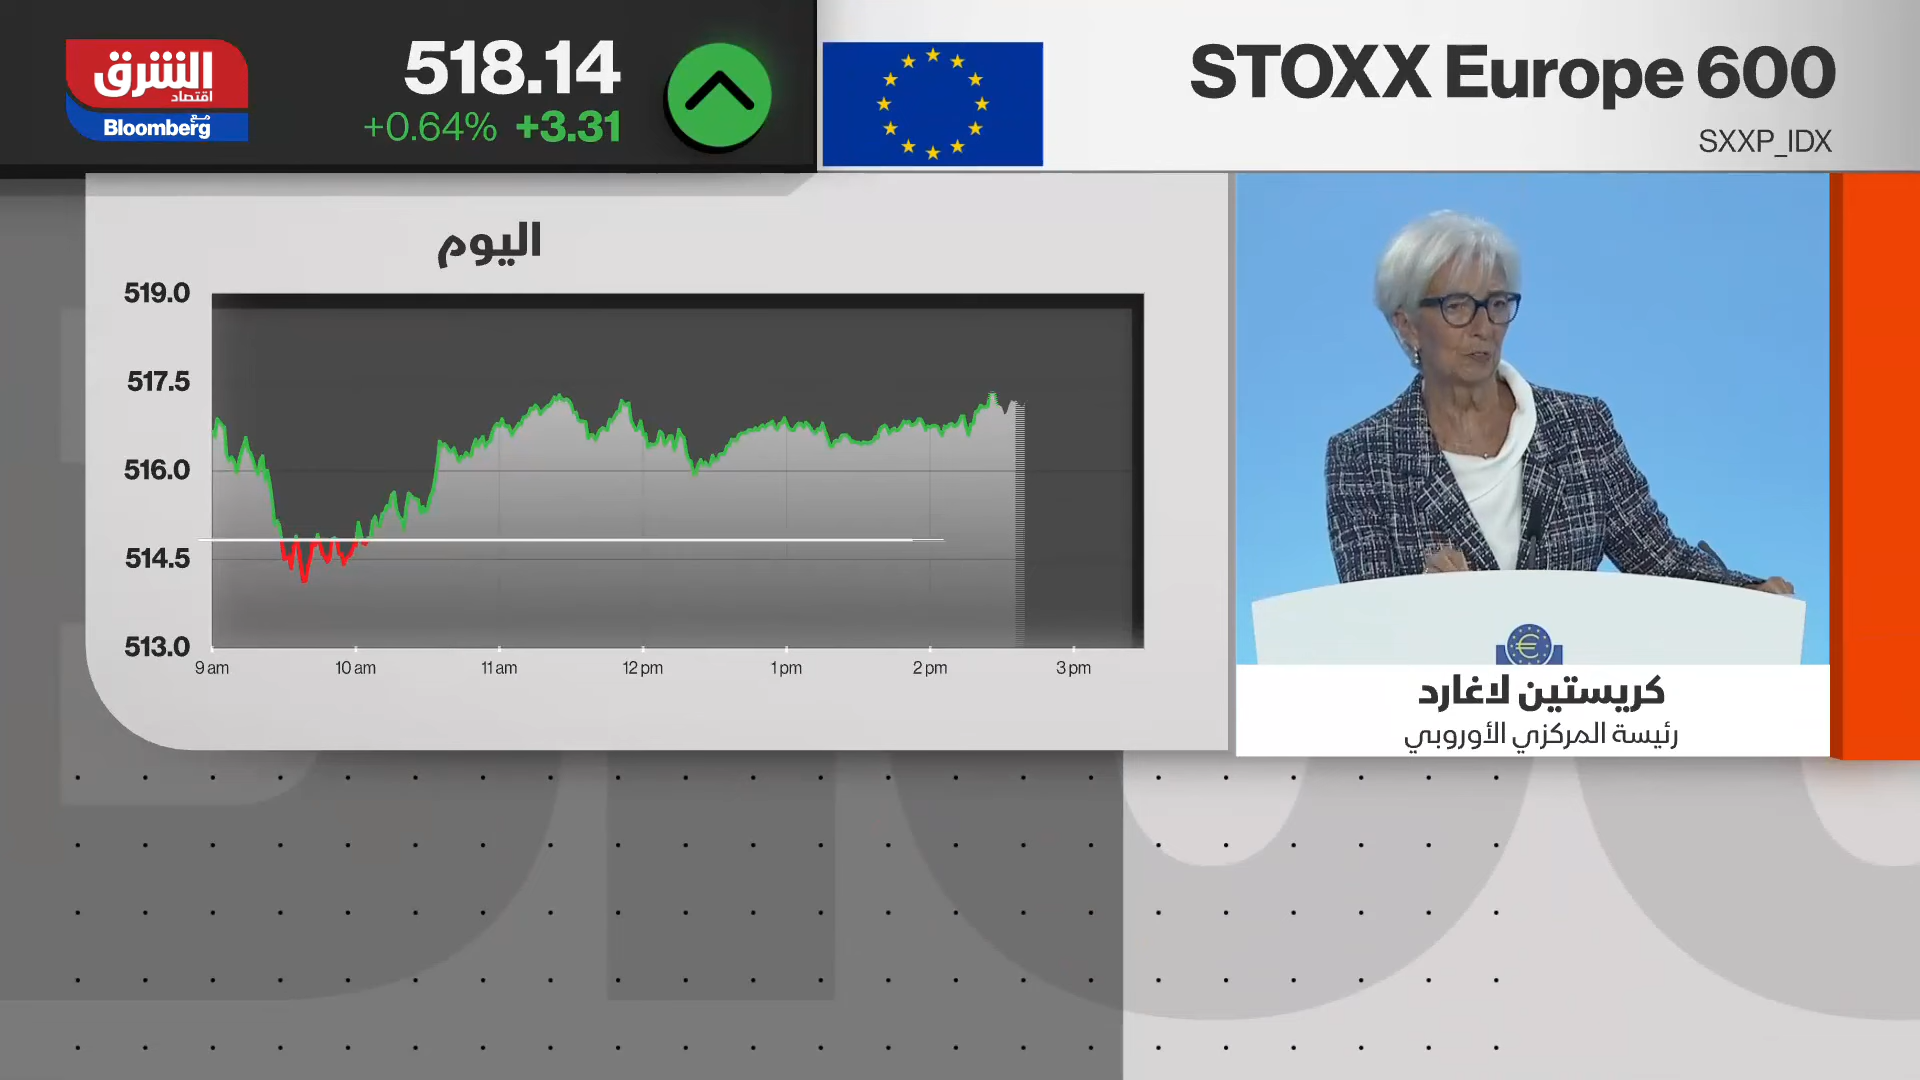 الشرق
اقتصاد
مع
Bloomberg
518.14
+0.64% +3.31
STOXX Europe 600
SXXP_IDX
اليوم
519.0
517.5
516.0
514.5
513.0
9 am 10 am 11 am 12 pm 1 pm 2 pm 3 pm
€
كريستين لاغارد
رئيسة المركزي الأوروبي